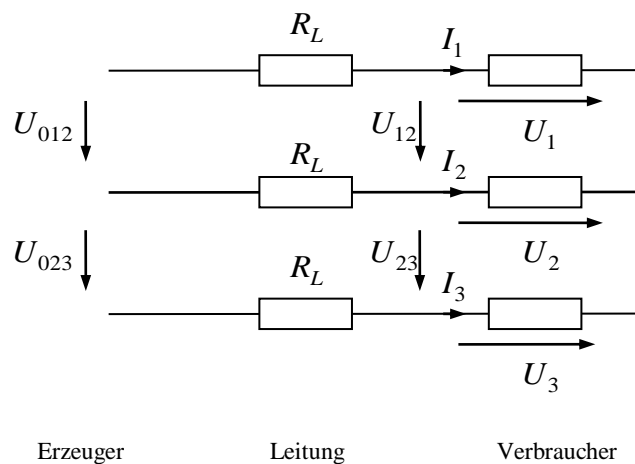 R_L I_1
U_012 U_12 U_1
R_L I_2
U_023 U_23 U_2
R_L I_3
U_3
Erzeuger Leitung Verbraucher